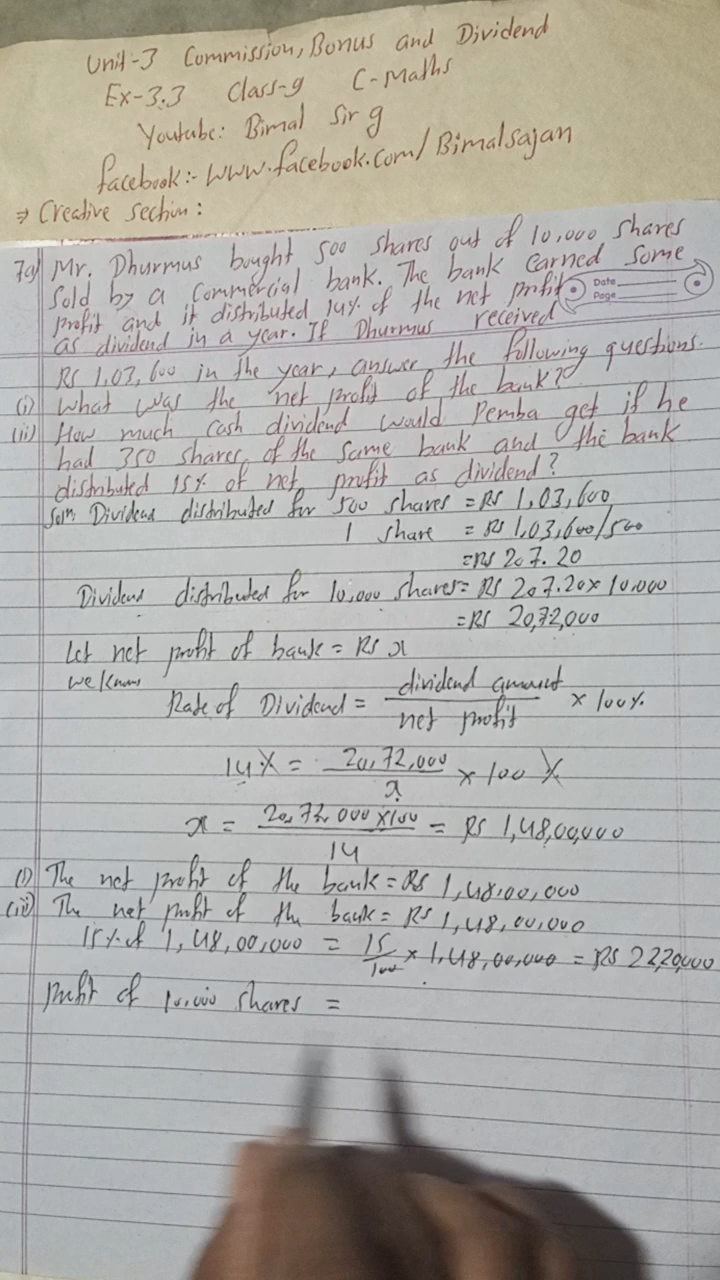 Unit-3 Commission, Bonus and Dividend
Ex-3.3 Class-9 C-Maths
Youtube: Bimal Sir g
facebook:- www.facebook.com/Bimalsajan
⇒ Creative section:
7a) Mr. Dhurmus bought 500 shares out of 10,000 shares
sold by a commercial bank. The bank earned some
profit and it distributed 14% of the net profit
Date
Page
as dividend in a year. If Dhurmus received
RS 1,03,600 in the year, answer the following questions.
(i) What was the net profit of the bank?
(ii) How much cash dividend would Pemba get if he
had 350 shares of the same bank and the bank
distributed 15% of net profit as dividend?
Soln: Dividend distributed for 500 shares = RS 1,03,600
1 share = RS 1,03,600/500
= RS 207.20
Dividend distributed for 10,000 shares = RS 207.20 × 10,000
= RS 20,72,000
Let net profit of bank = RS x
we know
Rate of Dividend = dividend amount / net profit × 100%
14% = 20,72,000 / x × 100%
x = 20,72,000 × 100 / 14 = RS 1,48,00,000
(i) The net profit of the bank = RS 1,48,00,000
(ii) The net profit of the bank = RS 1,48,00,000
15% of 1,48,00,000 = 15/100 × 1,48,00,000 = RS 2220,000
profit of 10,000 shares =